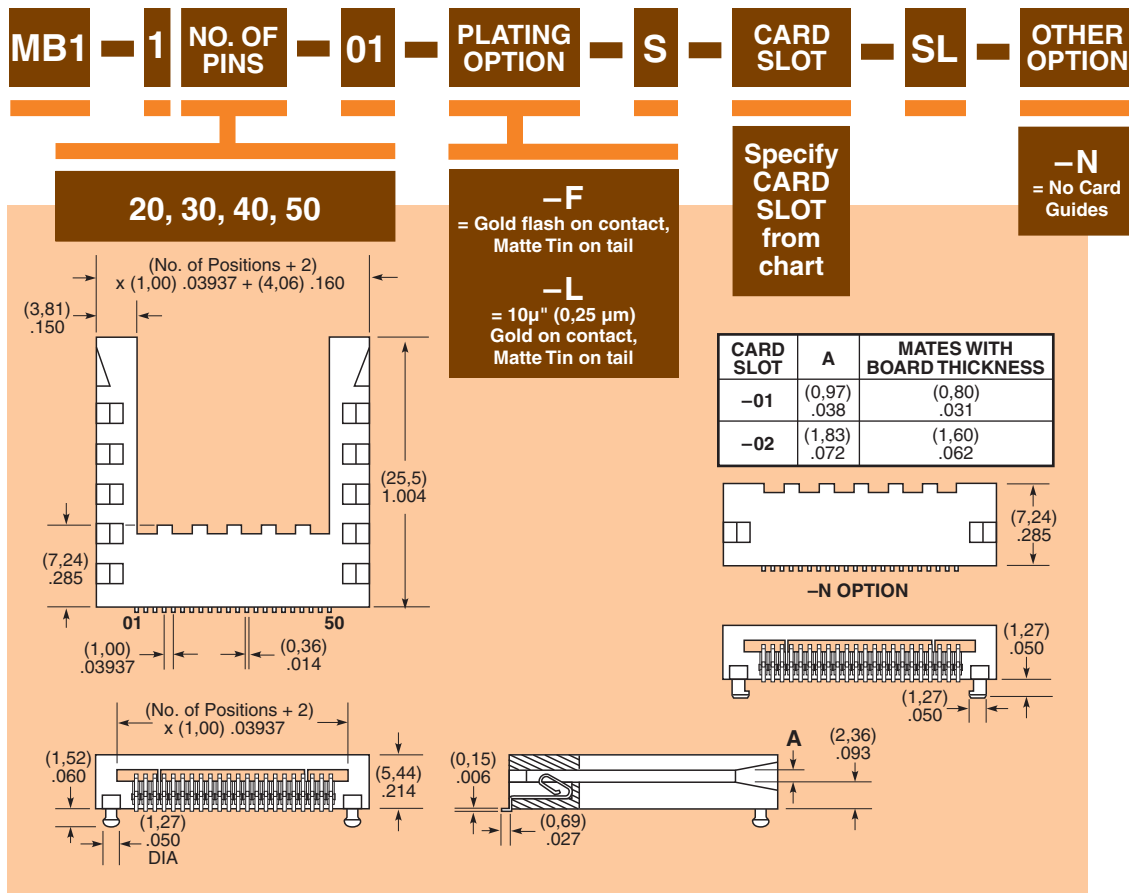 MB1 – 1 NO. OF PINS – 01 – PLATING OPTION – S – CARD SLOT – SL – OTHER OPTION
20, 30, 40, 50
–F
= Gold flash on contact,
Matte Tin on tail
–L
= 10µ" (0,25 µm)
Gold on contact,
Matte Tin on tail
Specify
CARD
SLOT
from
chart
–N
= No Card
Guides
(No. of Positions + 2)
x (1,00) .03937 + (4,06) .160
(3,81)
.150
(25,5)
1.004
(7,24)
.285
01
50
(1,00)
.03937
(0,36)
.014
CARD SLOT A MATES WITH BOARD THICKNESS
–01 (0,97) .038 (0,80) .031
–02 (1,83) .072 (1,60) .062
(7,24)
.285
–N OPTION
(1,27)
.050
(1,27)
.050
(No. of Positions + 2)
x (1,00) .03937
(1,52)
.060
(5,44)
.214
(1,27)
.050
DIA
(0,15)
.006
(0,69)
.027
A
(2,36)
.093